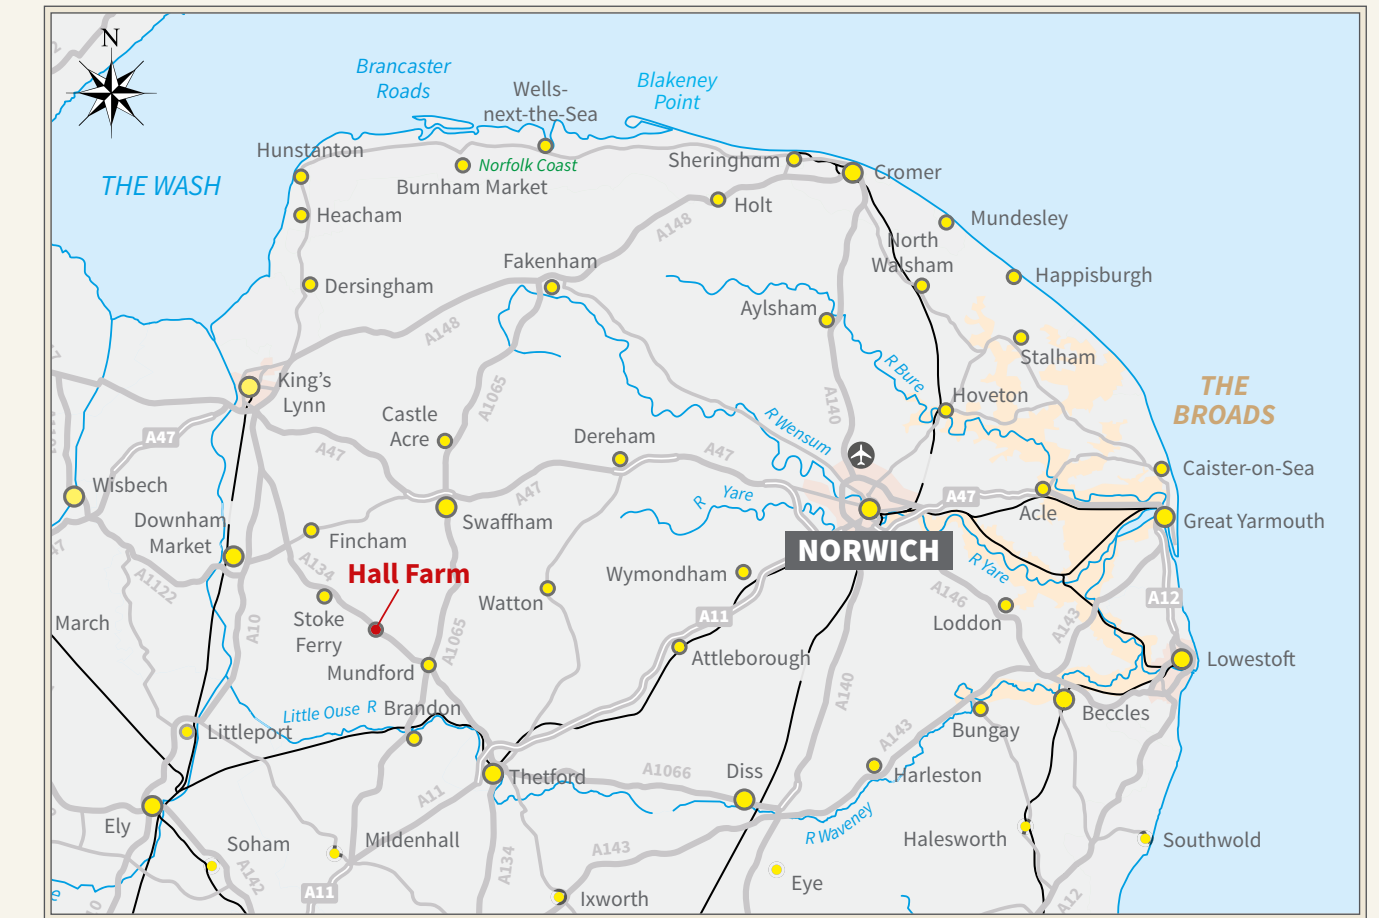 N
Brancaster
Roads
Wells-
next-the-Sea
Blakeney
Point
Hunstanton
THE WASH
Norfolk Coast
Burnham Market
Sheringham
Cromer
Heacham
Holt
Mundesley
A148
North
Walsham
Fakenham
Dersingham
Happisburgh
Aylsham
A148
Stalham
R Bure
King's
Lynn
A1065
A140
Hoveton
THE
BROADS
Castle
Acre
R Wensum
A47
Dereham
A47
A47
Caister-on-Sea
Wisbech
A47
R Yare
A47
Acle
Swaffham
Great Yarmouth
Downham
Market
Fincham
NORWICH
47
A134
Hall Farm
Wymondham
R Yare
A1122
Watton
A146
A12
Stoke
Ferry
A11
Loddon
A143
March
A10
A1065
Mundford
Attleborough
Lowestoft
A140
Little Ouse R
Brandon
Beccles
Littleport
Bungay
A143
Thetford
A1066
Diss
Harleston
A11
Ely
R Waveney
Soham
Mildenhall
Halesworth
Southwold
A143
A134
A142
Eye
A11
Ixworth
A12
10
e